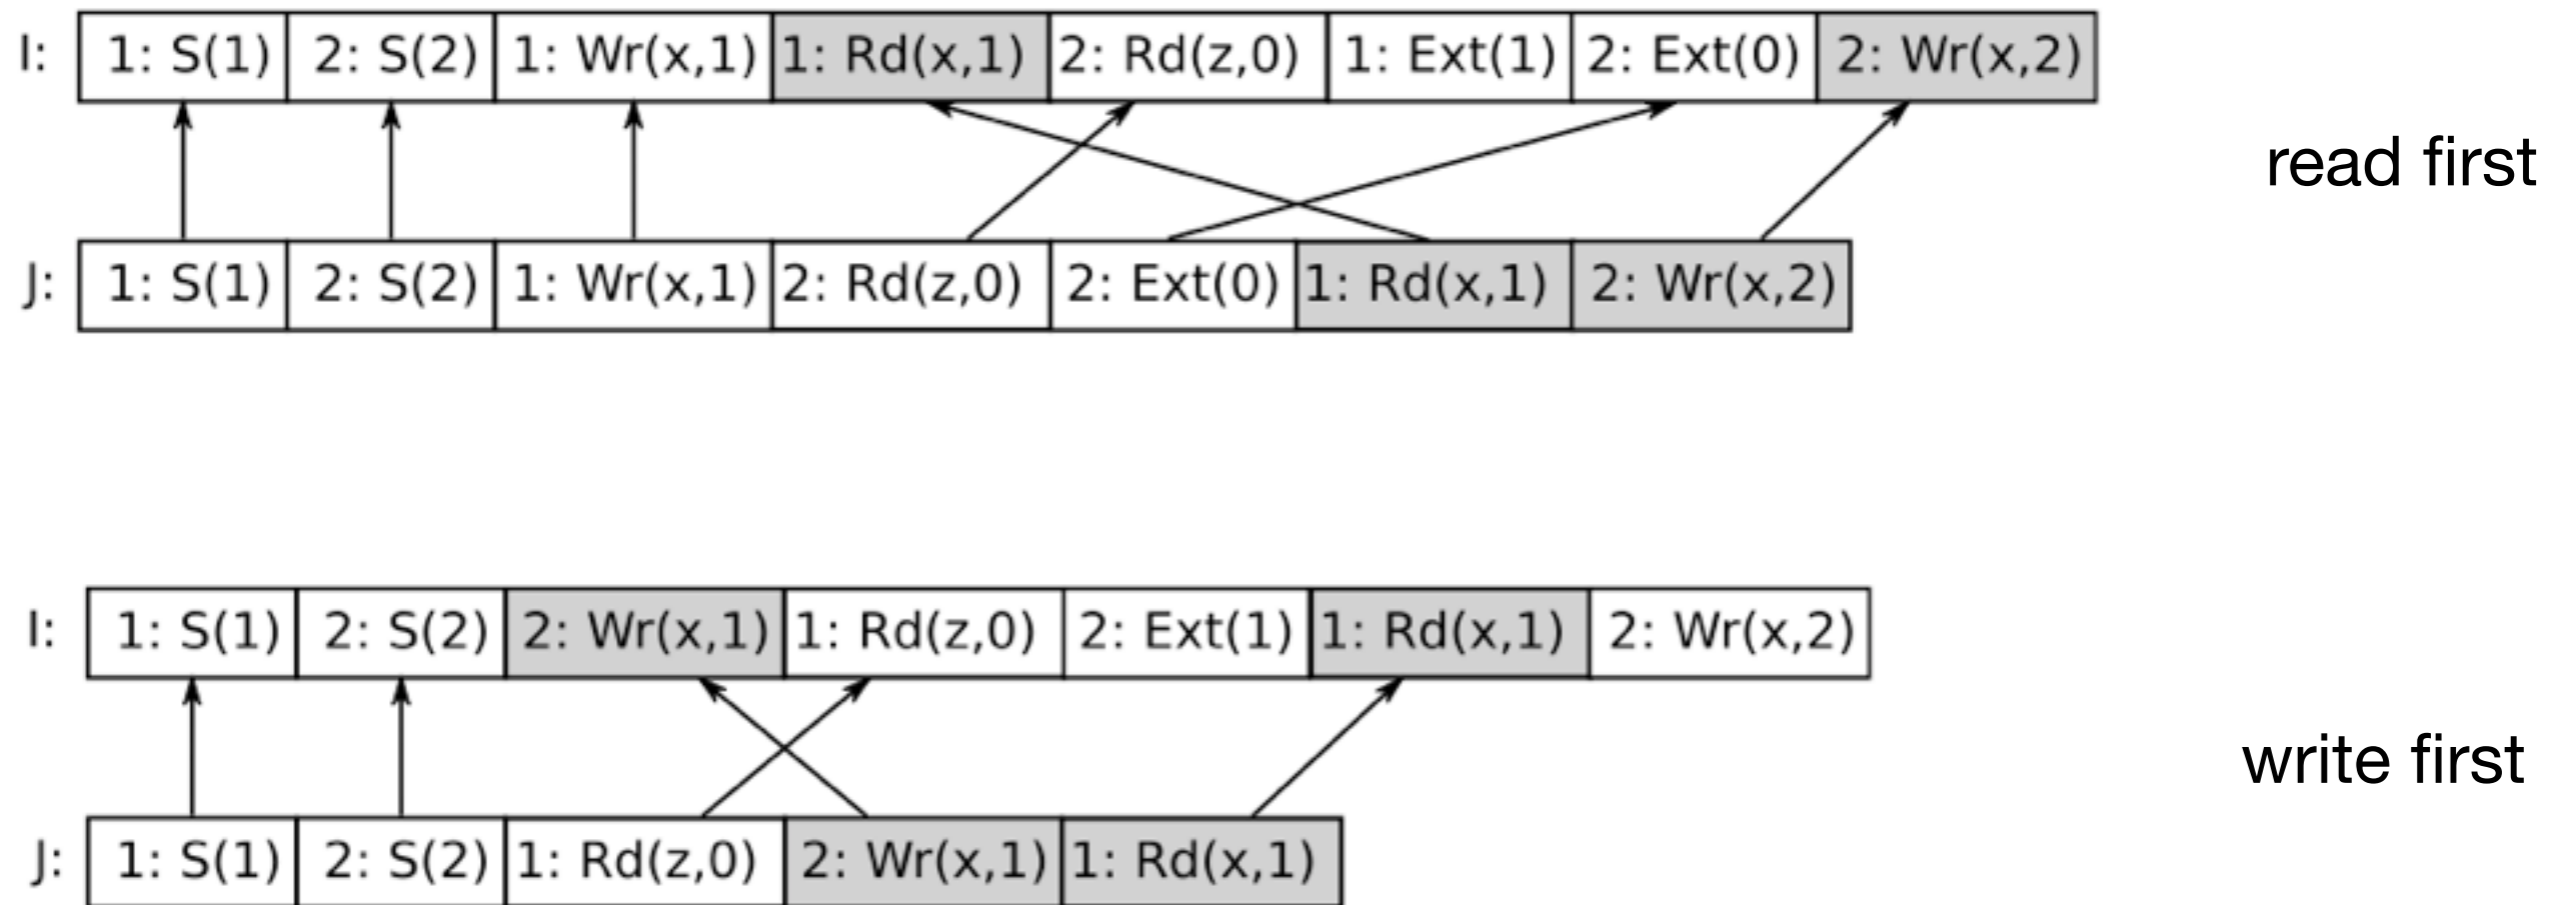 I: 1: S(1) 2: S(2) 1: Wr(x,1) 1: Rd(x,1) 2: Rd(z,0) 1: Ext(1) 2: Ext(0) 2: Wr(x,2)
read first
J: 1: S(1) 2: S(2) 1: Wr(x,1) 2: Rd(z,0) 2: Ext(0) 1: Rd(x,1) 2: Wr(x,2)
I: 1: S(1) 2: S(2) 2: Wr(x,1) 1: Rd(z,0) 2: Ext(1) 1: Rd(x,1) 2: Wr(x,2)
write first
J: 1: S(1) 2: S(2) 1: Rd(z,0) 2: Wr(x,1) 1: Rd(x,1)